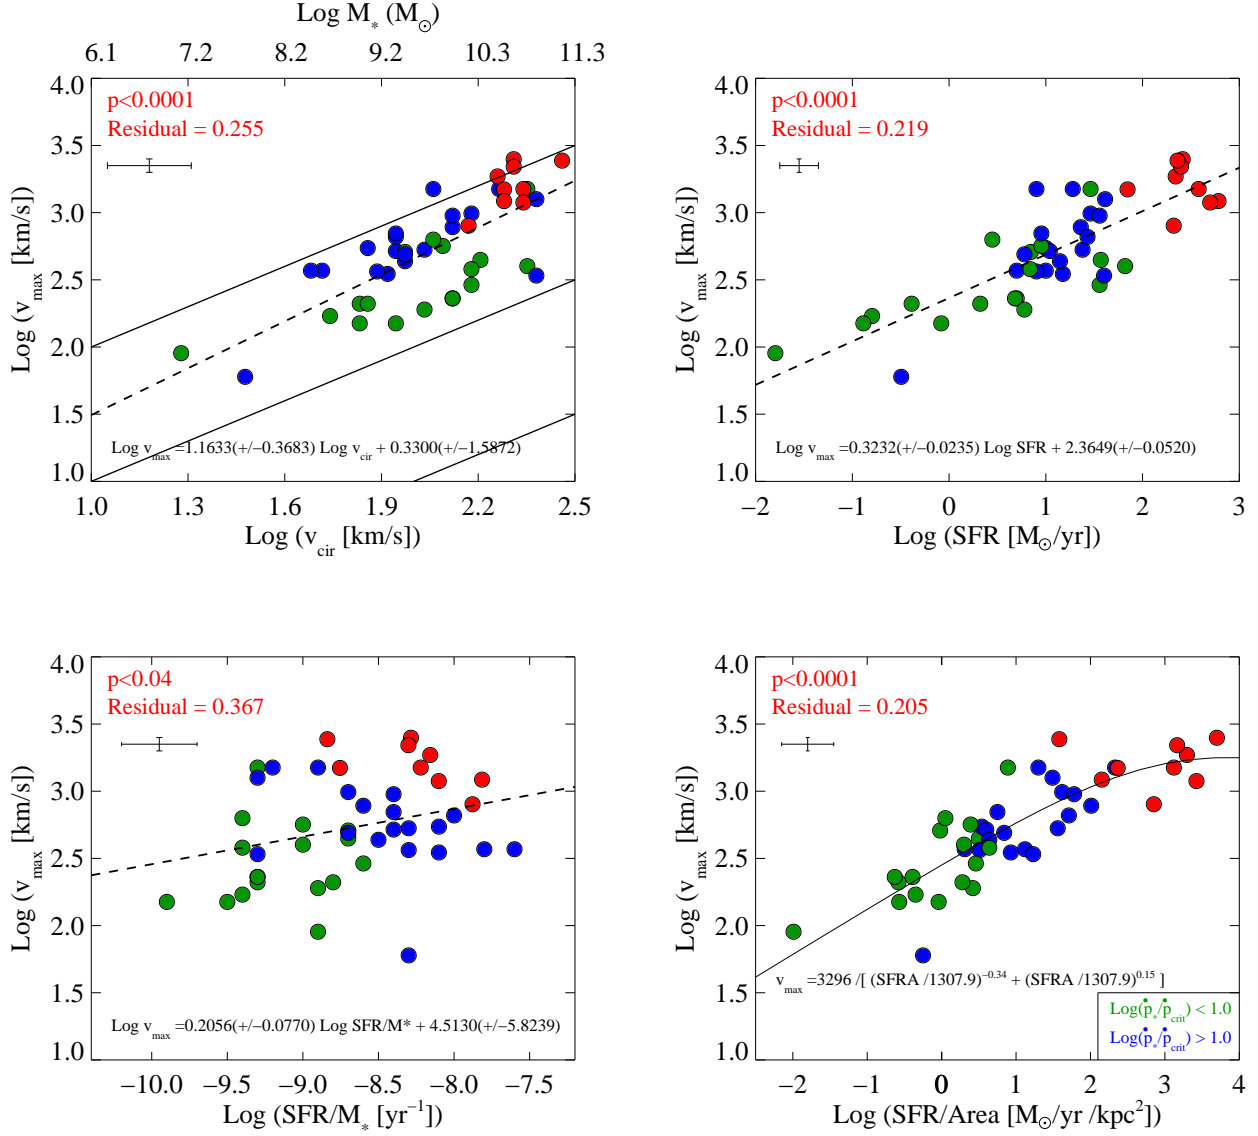 Log M* (M⊙)
6.1 7.2 8.2 9.2 10.3 11.3
4.0
3.5
3.0
2.5
2.0
1.5
1.0
Log (vmax [km/s])
p<0.0001
Residual = 0.255
Log vmax =1.1633(+/−0.3683) Log vcir + 0.3300(+/−1.5872)
1.0 1.3 1.6 1.9 2.2 2.5
Log (vcir [km/s])
4.0
3.5
3.0
2.5
2.0
1.5
1.0
Log (vmax [km/s])
p<0.0001
Residual = 0.219
Log vmax =0.3232(+/−0.0235) Log SFR + 2.3649(+/−0.0520)
−2 −1 0 1 2 3
Log (SFR [M⊙/yr])
4.0
3.5
3.0
2.5
2.0
1.5
1.0
Log (vmax [km/s])
p<0.04
Residual = 0.367
Log vmax =0.2056(+/−0.0770) Log SFR/M* + 4.5130(+/−5.8239)
−10.0 −9.5 −9.0 −8.5 −8.0 −7.5
Log (SFR/M* [yr−1])
4.0
3.5
3.0
2.5
2.0
1.5
1.0
Log (vmax [km/s])
p<0.0001
Residual = 0.205
vmax =3296 /[ (SFRA /1307.9)−0.34 + (SFRA /1307.9)0.15 ]
Log(ṗ*/ṗcrit) < 1.0
Log(ṗ*/ṗcrit) > 1.0
−2 −1 0 1 2 3 4
Log (SFR/Area [M⊙/yr /kpc2])